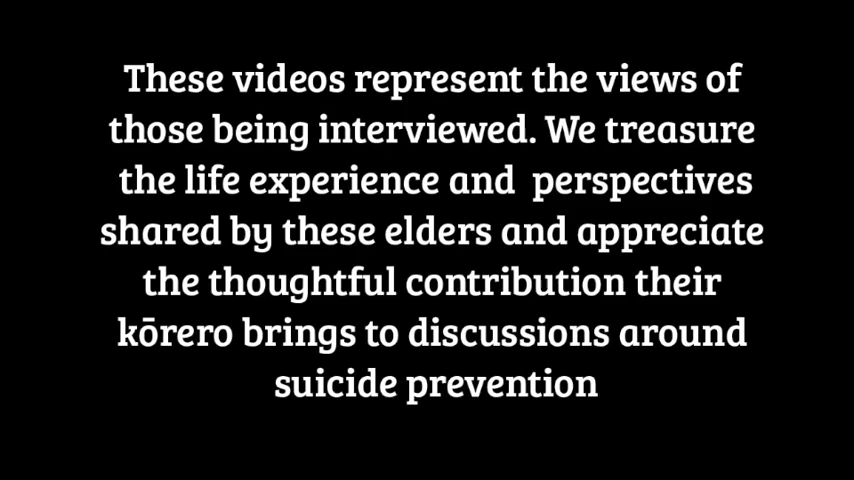 These videos represent the views of
those being interviewed. We treasure
the life experience and perspectives
shared by these elders and appreciate
the thoughtful contribution their
kōrero brings to discussions around
suicide prevention